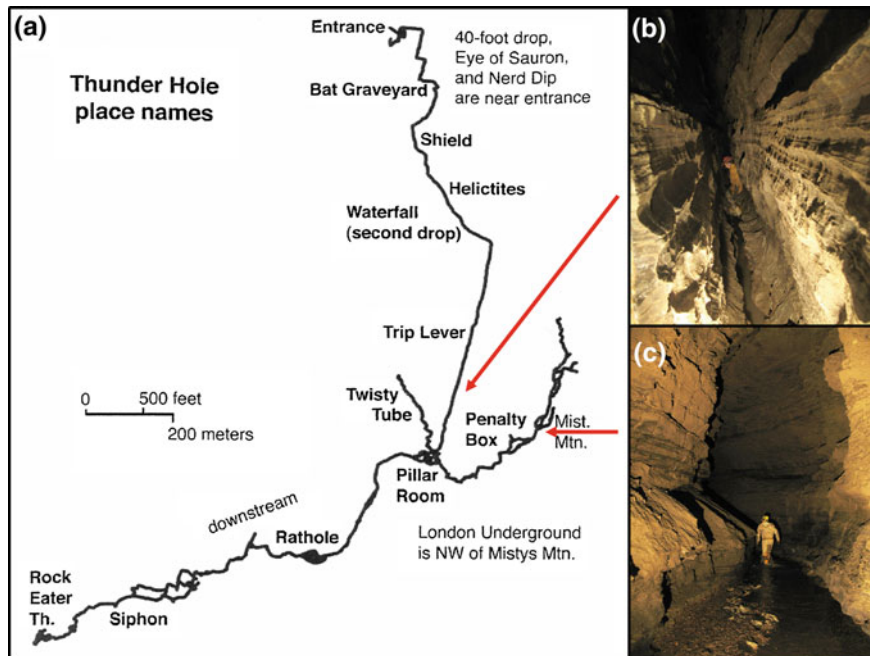 (a)
Thunder Hole
place names
Entrance
40-foot drop,
Eye of Sauron,
and Nerd Dip
are near entrance
Bat Graveyard
Shield
Helictites
Waterfall
(second drop)
Trip Lever
0 500 feet
200 meters
Twisty
Tube
Penalty
Box
Mist.
Mtn.
Pillar
Room
downstream
Rathole
London Underground
is NW of Mistys Mtn.
Rock
Eater
Th.
Siphon
(b)
(c)